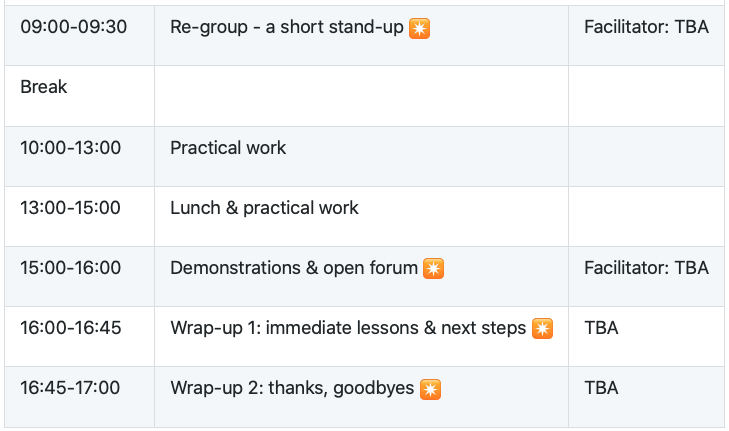 09:00-09:30 Re-group - a short stand-up 💥 Facilitator: TBA
Break
10:00-13:00 Practical work
13:00-15:00 Lunch & practical work
15:00-16:00 Demonstrations & open forum 💥 Facilitator: TBA
16:00-16:45 Wrap-up 1: immediate lessons & next steps 💥 TBA
16:45-17:00 Wrap-up 2: thanks, goodbyes 💥 TBA